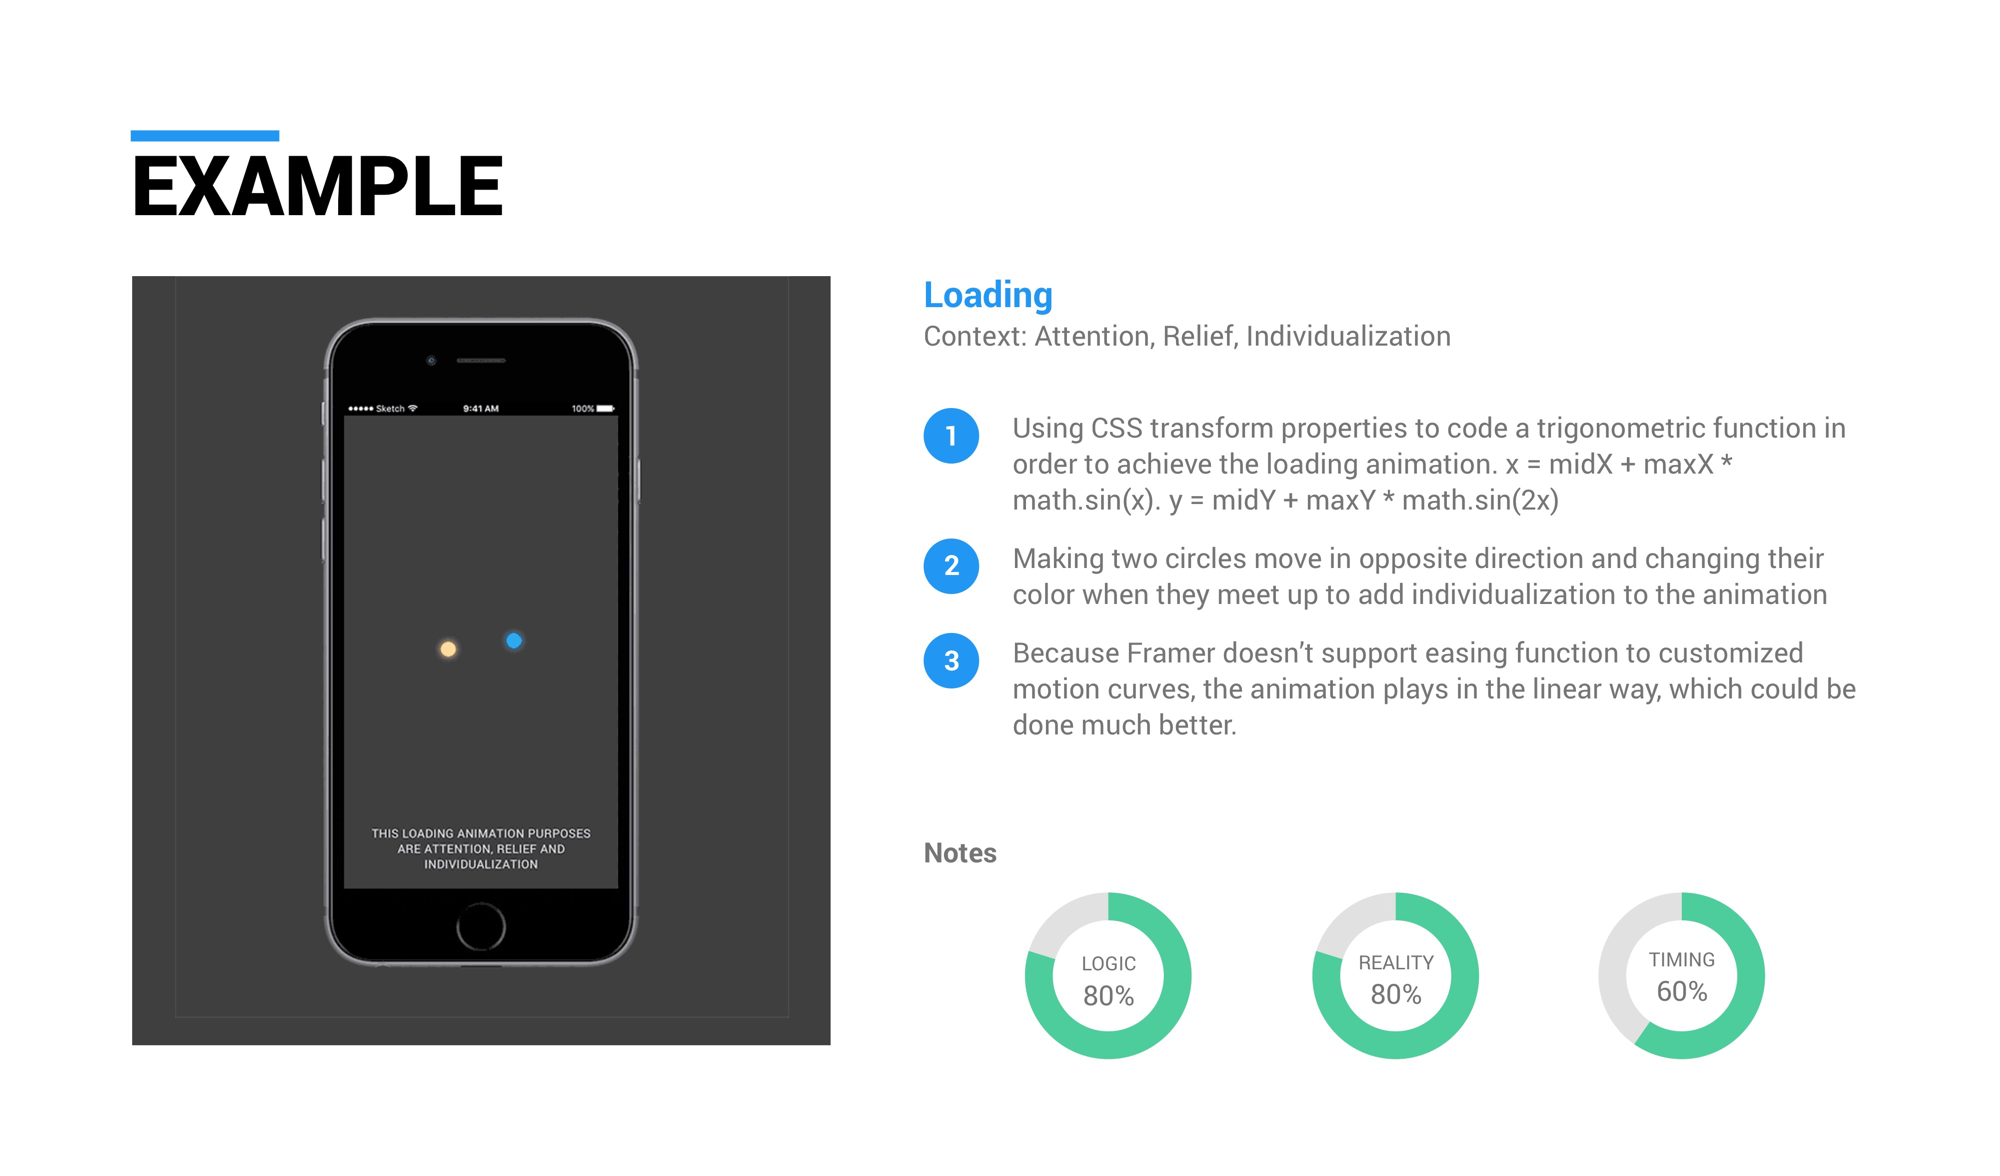 EXAMPLE
Sketch
9:41 AM
100%
THIS LOADING ANIMATION PURPOSES
ARE ATTENTION, RELIEF AND
INDIVIDUALIZATION
Loading
Context: Attention, Relief, Individualization
1
Using CSS transform properties to code a trigonometric function in
order to achieve the loading animation. x = midX + maxX *
math.sin(x). y = midY + maxY * math.sin(2x)
2
Making two circles move in opposite direction and changing their
color when they meet up to add individualization to the animation
3
Because Framer doesn’t support easing function to customized
motion curves, the animation plays in the linear way, which could be
done much better.
Notes
LOGIC
80%
REALITY
80%
TIMING
60%